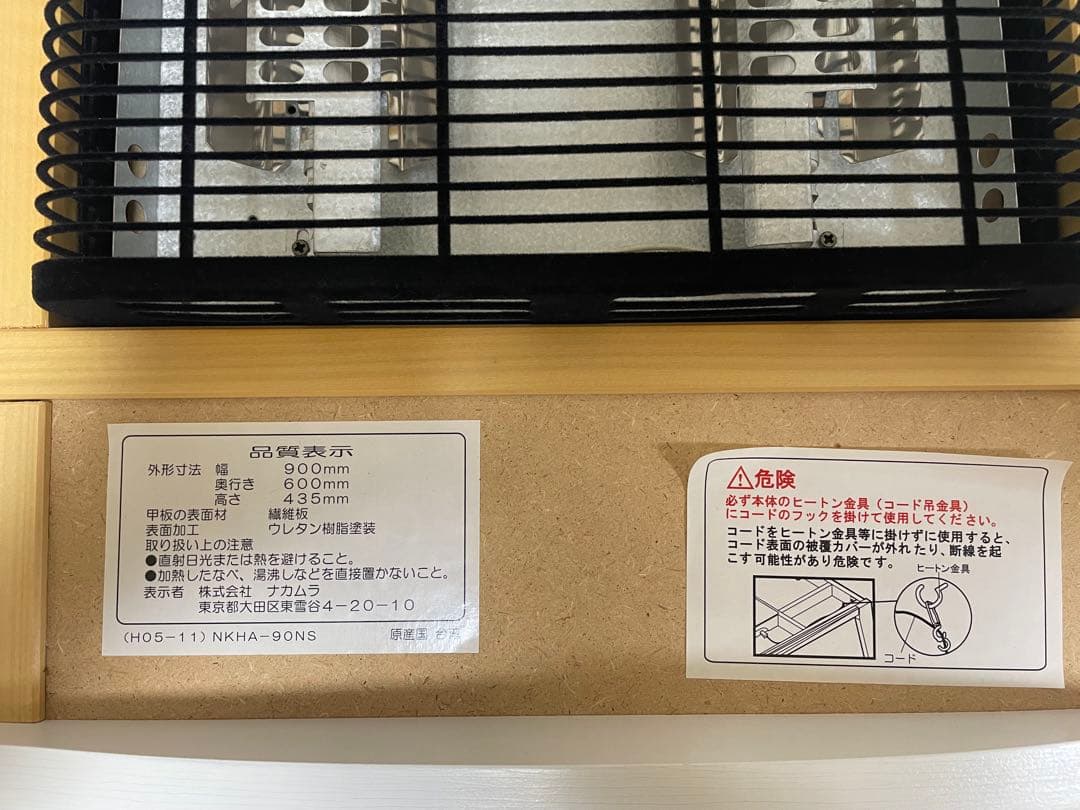 品質表示
外形寸法 幅 900mm
奥行き 600mm
高さ 435mm
甲板の表面材 繊維板
表面加工 ウレタン樹脂塗装
取り扱い上の注意
●直射日光または熱を避けること。
●加熱したなべ、湯沸しなどを直接置かないこと。
表示者 株式会社 ナカムラ
東京都大田区東雪谷4-20-10
(H05-11) NKHA-90NS 原産国 台湾
⚠危険
必ず本体のヒートン金具(コード吊金具)
にコードのフックを掛けて使用してください。
コードをヒートン金具等に掛けずに使用すると、
コード表面の被覆カバーが外れたり、断線を起
こす可能性があり危険です。
ヒートン金具
コード